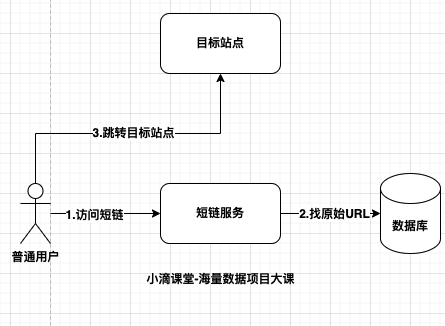 目标站点
3.跳转目标站点
1.访问短链
短链服务
2.找原始URL
数据库
普通用户
小滴课堂-海量数据项目大课